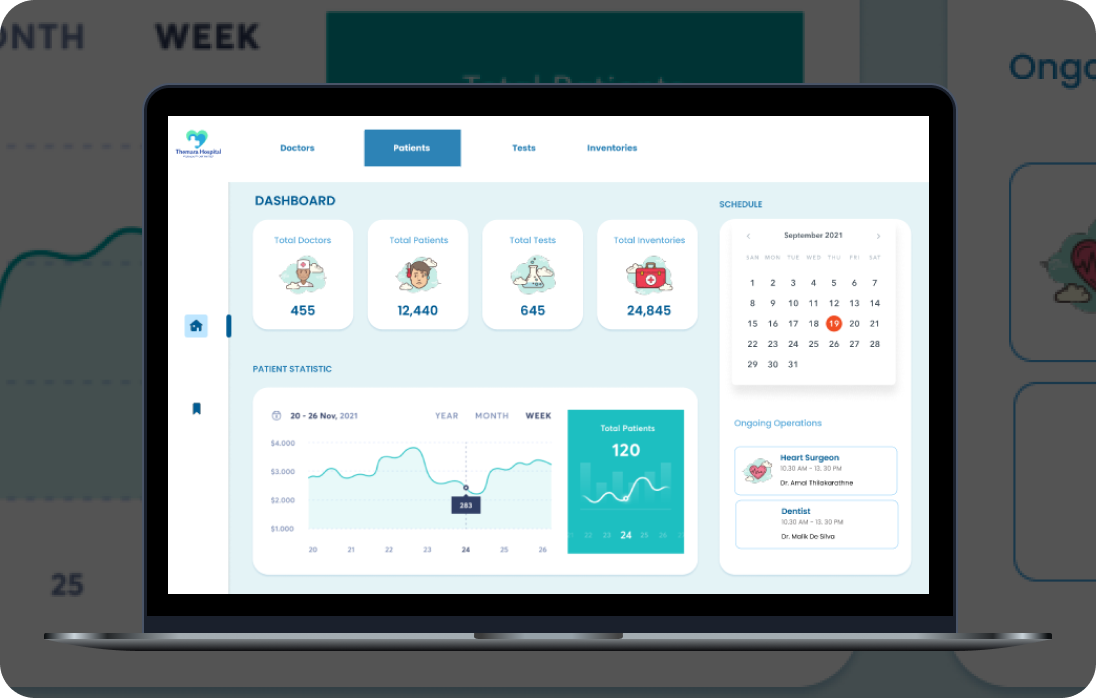 ONTH WEEK
Ongo
25
Themara Hospital
Doctors Patients Tests Inventories
DASHBOARD
Total Doctors
455
Total Patients
12,440
Total Tests
645
Total Inventories
24,845
PATIENT STATISTIC
20 - 26 Nov, 2021 YEAR MONTH WEEK
$4.000
$3.000
$2.000
$1.000
283
20 21 22 23 24 25 26
Total Patients
120
22 23 24 25 26
SCHEDULE
September 2021
SAN MON TUE WED THU FRI SAT
1 2 3 4 5 6 7
8 9 10 11 12 13 14
15 16 17 18 19 20 21
22 23 24 25 26 27 28
29 30 31
Ongoing Operations
Heart Surgeon
10.30 AM - 13. 30 PM
Dr. Amal Thilakarathne
Dentist
10.30 AM - 13. 30 PM
Dr. Malik De Silva